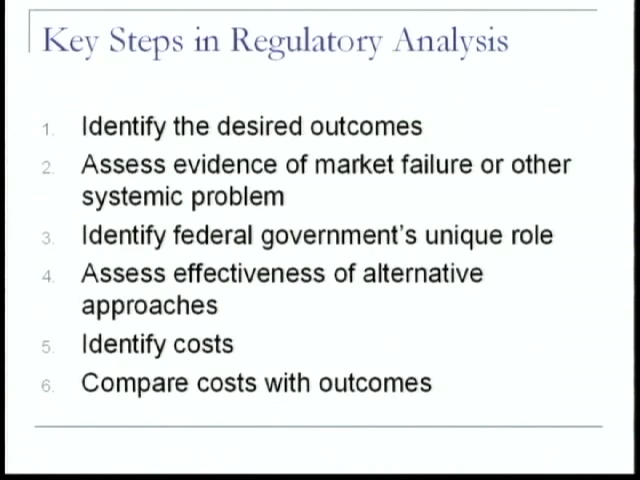 Key Steps in Regulatory Analysis
1. Identify the desired outcomes
2. Assess evidence of market failure or other
systemic problem
3. Identify federal government's unique role
4. Assess effectiveness of alternative
approaches
5. Identify costs
6. Compare costs with outcomes